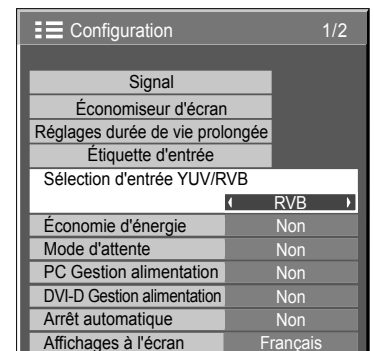 Configuration 1/2
Signal
Économiseur d'écran
Réglages durée de vie prolongée
Étiquette d'entrée
Sélection d'entrée YUV/RVB
RVB
Économie d'énergie Non
Mode d'attente Non
PC Gestion alimentation Non
DVI-D Gestion alimentation Non
Arrêt automatique Non
Affichages à l'écran Français